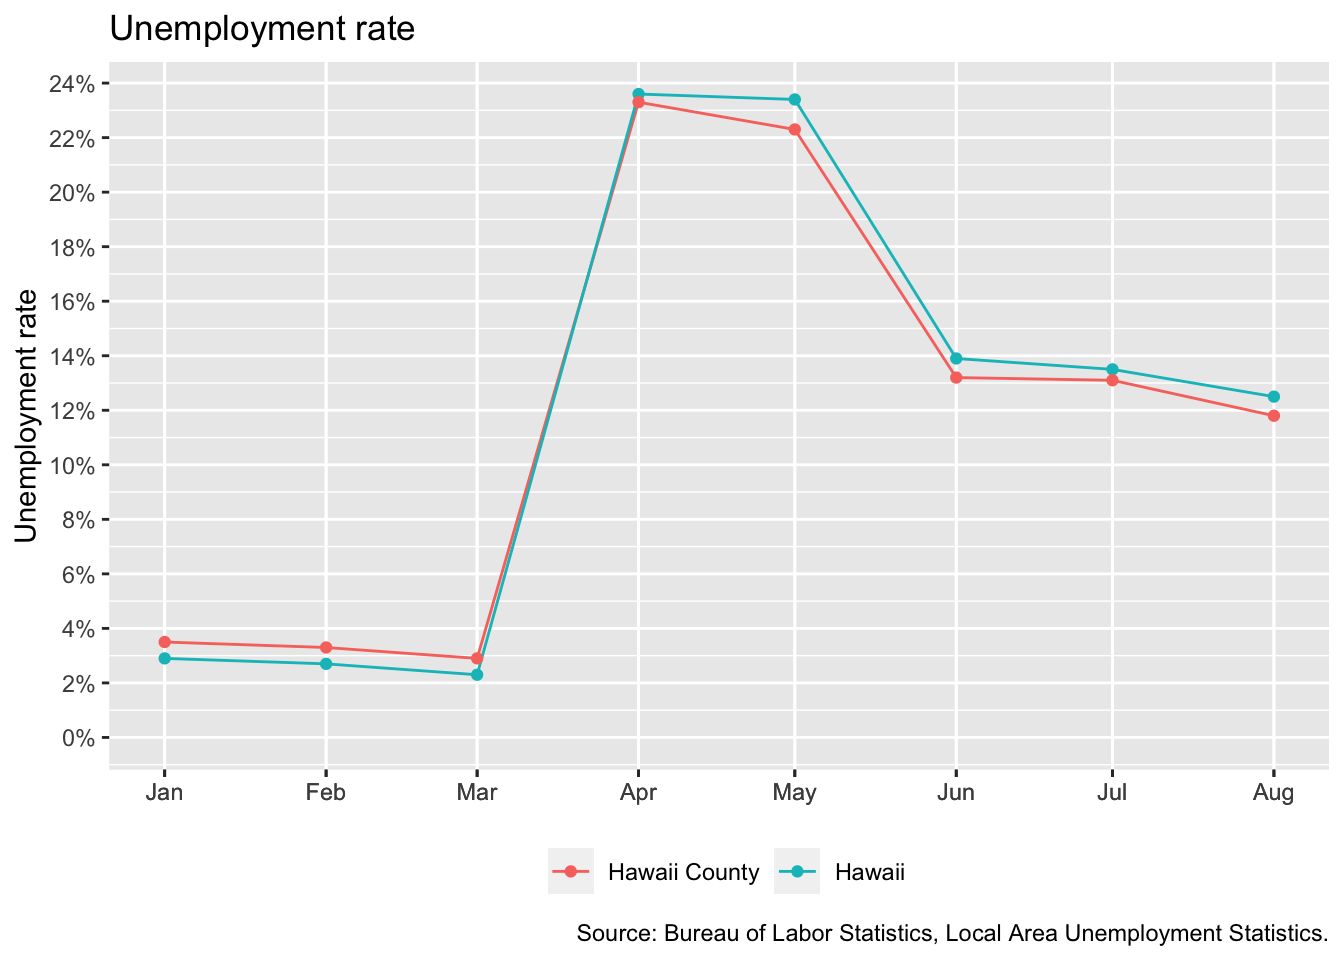 Unemployment rate
Unemployment rate
24%
22%
20%
18%
16%
14%
12%
10%
8%
6%
4%
2%
0%
Jan Feb Mar Apr May Jun Jul Aug
Hawaii County Hawaii
Source: Bureau of Labor Statistics, Local Area Unemployment Statistics.